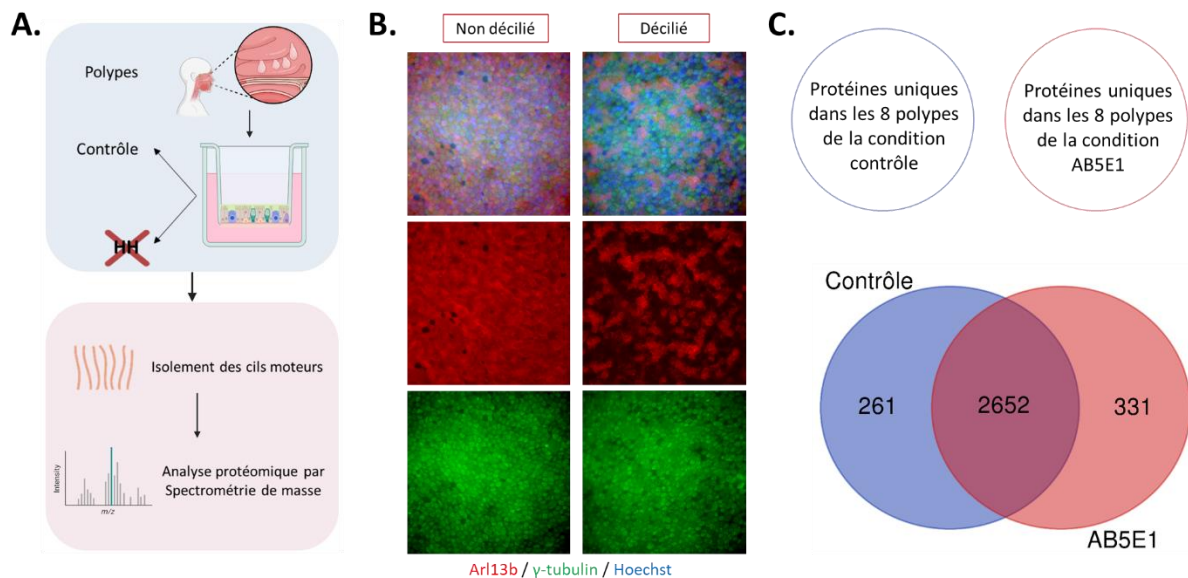 A.
Polypes
Contrôle
HH
Isolement des cils moteurs
Analyse protéomique par
Spectrométrie de masse
Intensity
m/z
B.
Non décilié
Décilié
Arl13b / γ-tubulin / Hoechst
C.
Protéines uniques
dans les 8 polypes
de la condition
contrôle
Protéines uniques
dans les 8 polypes
de la condition
AB5E1
Contrôle
261
2652
331
AB5E1